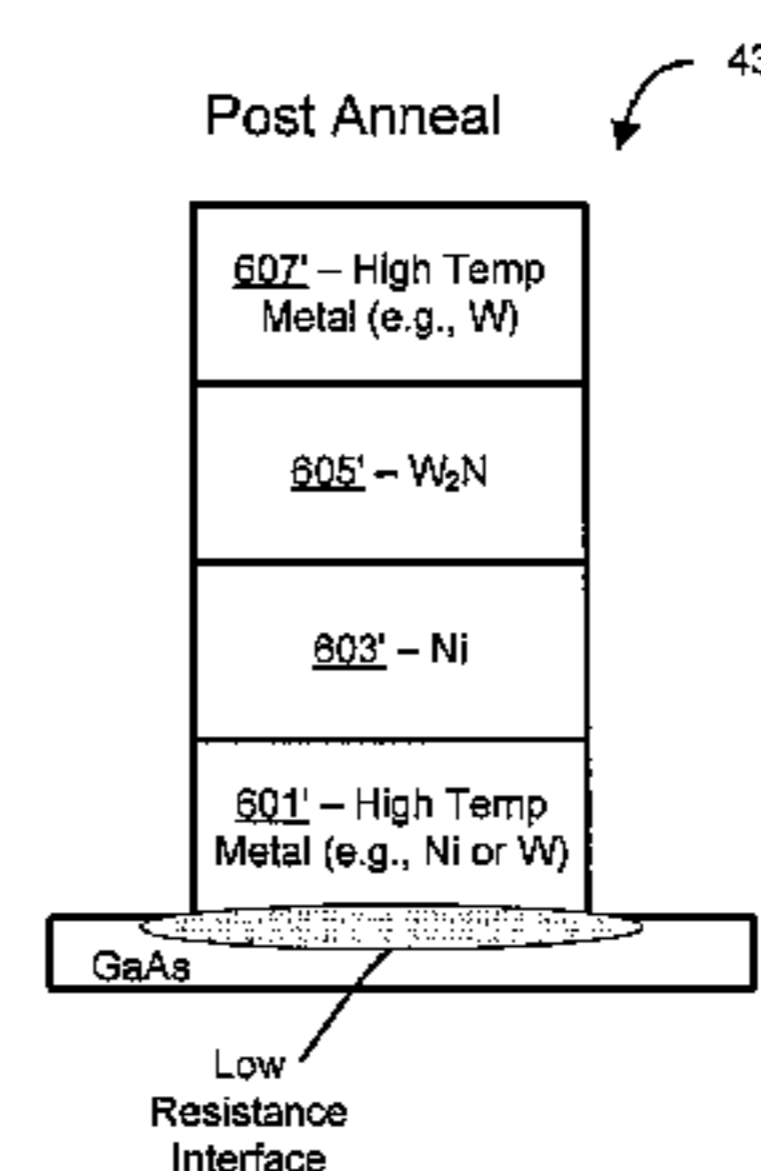 43
Post Anneal
607' – High Temp
Metal (e.g., W)
605' – W₂N
603' – Ni
601' – High Temp
Metal (e.g., Ni or W)
GaAs
Low
Resistance
Interface